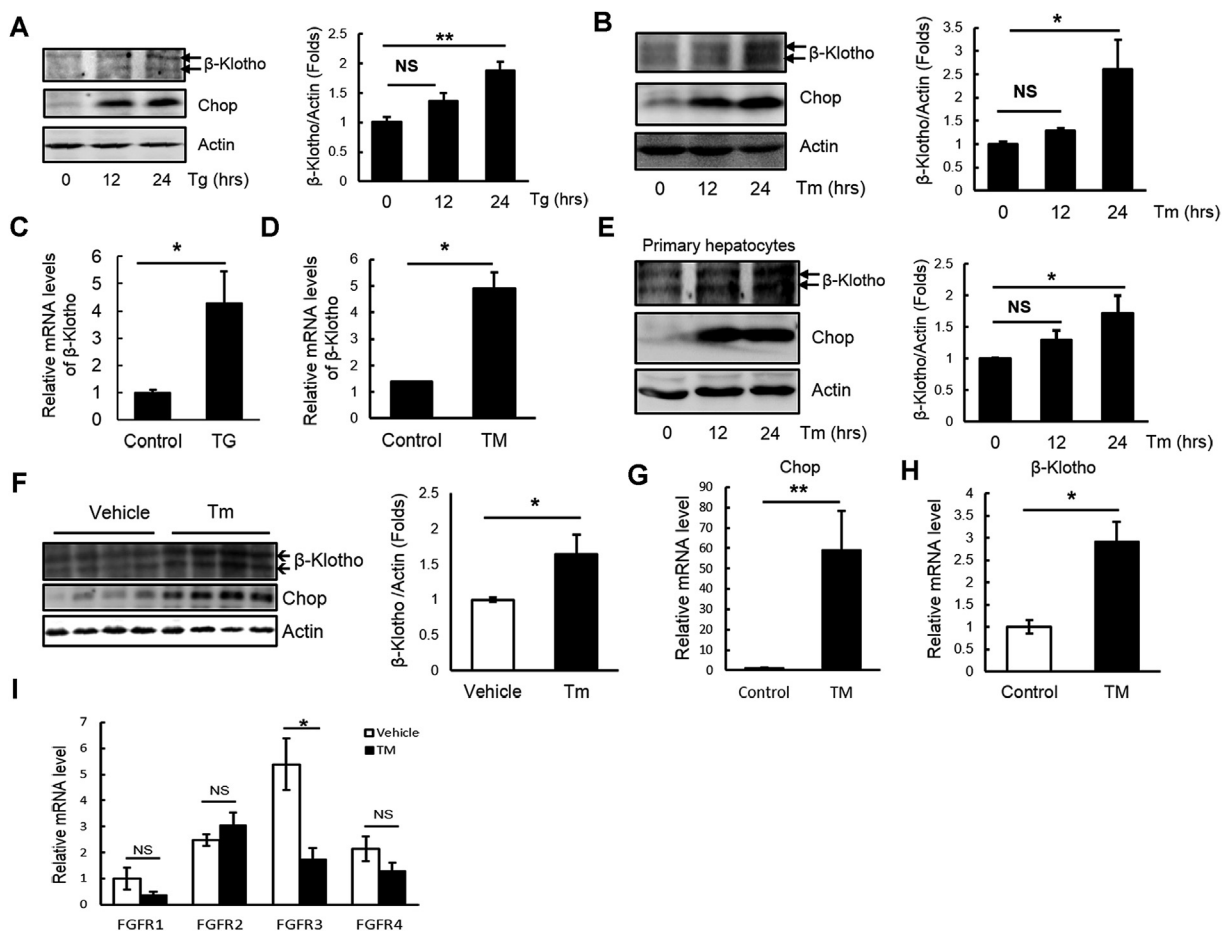 A
β-Klotho
Chop
Actin
0 12 24 Tg (hrs)
β-Klotho/Actin (Folds)
2.5
2
1.5
1
0.5
0
**
NS
0 12 24 Tg (hrs)
B
β-Klotho
Chop
Actin
0 12 24 Tm (hrs)
β-Klotho/Actin (Folds)
3.5
3
2.5
2
1.5
1
0.5
0
*
NS
0 12 24 Tm (hrs)
C
Relative mRNA levels
of β-Klotho
6
5
4
3
2
1
0
*
Control TG
D
Relative mRNA levels
of β-Klotho
6
5
4
3
2
1
0
*
Control TM
E
Primary hepatocytes
β-Klotho
Chop
Actin
0 12 24 Tm (hrs)
β-Klotho/Actin (Folds)
2.5
2
1.5
1
0.5
0
*
NS
0 12 24 Tm (hrs)
F
Vehicle Tm
β-Klotho
Chop
Actin
β-Klotho /Actin (Folds)
2.5
2
1.5
1
0.5
0
*
Vehicle Tm
G
Chop
Relative mRNA level
90
80
70
60
50
40
30
20
10
0
**
Control TM
H
β-Klotho
Relative mRNA level
4
3.5
3
2.5
2
1.5
1
0.5
0
*
Control TM
I
Relative mRNA level
7
6
5
4
3
2
1
0
NS
NS
*
NS
Vehicle
TM
FGFR1 FGFR2 FGFR3 FGFR4